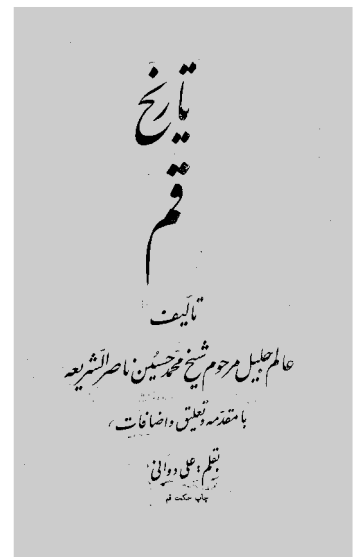 تاریخ
قم
تالیف
عالم جلیل مرحوم شیخ محمد حسین ناصر الشریعه
با مقدمه و تعلیق و اضافات
بقلم: علی دوانی
چاپ حکمت قم